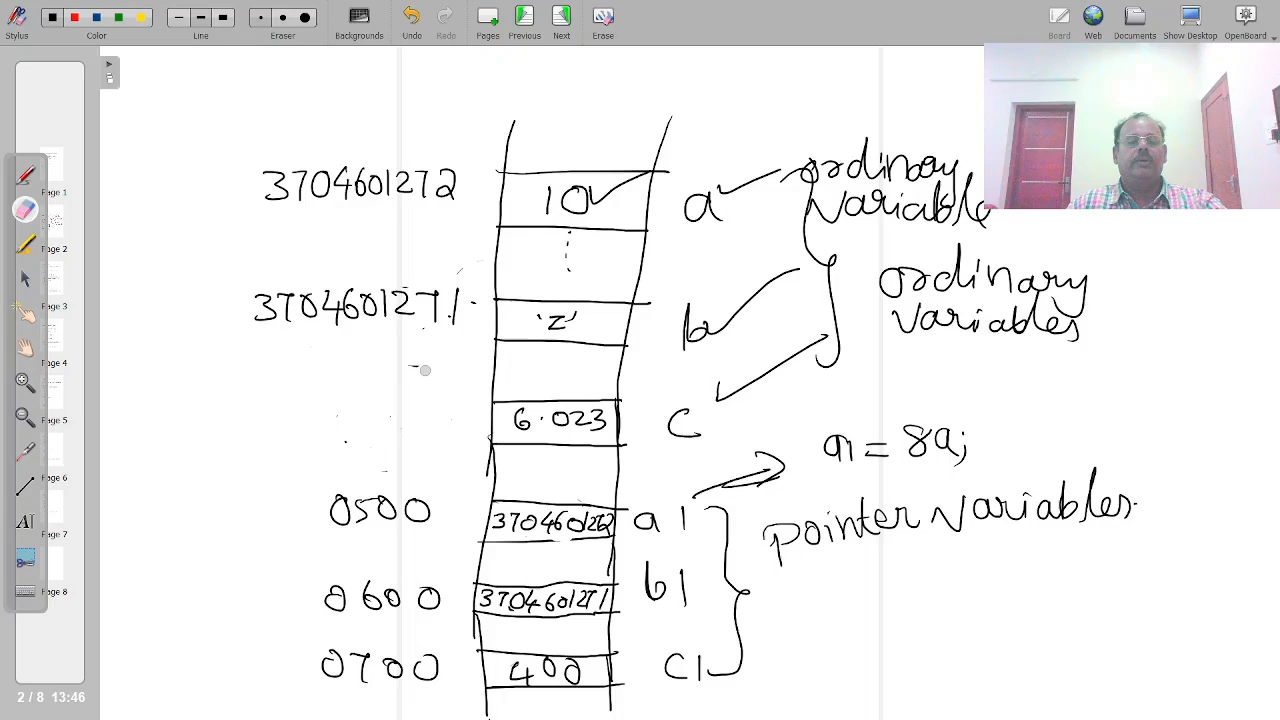 Stylus
Color
Line
Eraser
Backgrounds
Undo
Redo
Pages
Previous
Next
Erase
Board
Web
Documents
Show Desktop
OpenBoard
Page 1
Page 2
Page 3
Page 4
Page 5
Page 6
Page 7
Page 8
2 / 8 13:46
3704601272
10
a
ordinary
variable
3704601271
'z'
b
ordinary
variables
6.023
c
a1 = &a;
0500
3704601272
a1
pointer variables.
0600
3704601271
b1
0700
400
c1